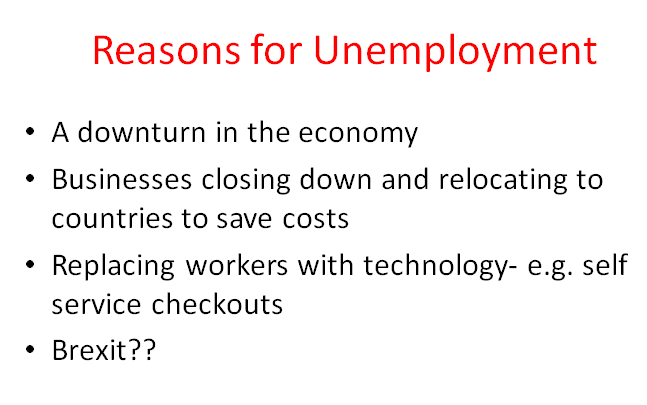 Reasons for Unemployment
• A downturn in the economy
• Businesses closing down and relocating to
countries to save costs
• Replacing workers with technology- e.g. self
service checkouts
• Brexit??